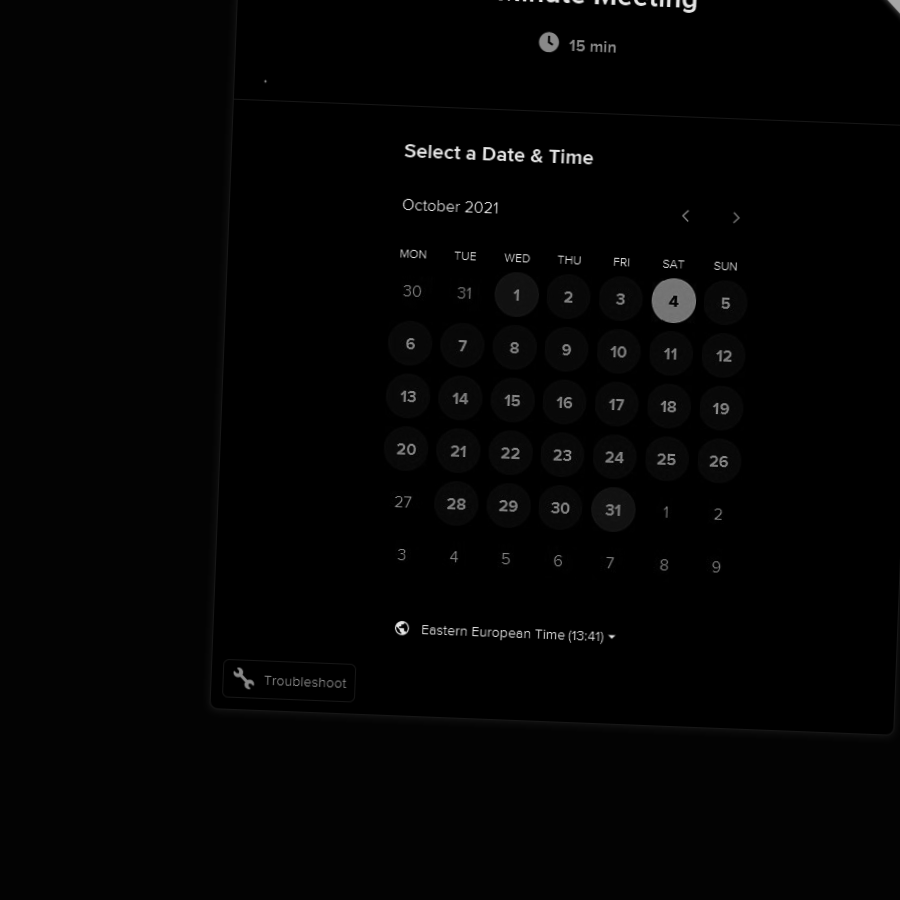 Meeting
15 min
Select a Date & Time
October 2021
MON TUE WED THU FRI SAT SUN
30 31 1 2 3 4 5
6 7 8 9 10 11 12
13 14 15 16 17 18 19
20 21 22 23 24 25 26
27 28 29 30 31 1 2
3 4 5 6 7 8 9
Eastern European Time (13:41)
Troubleshoot